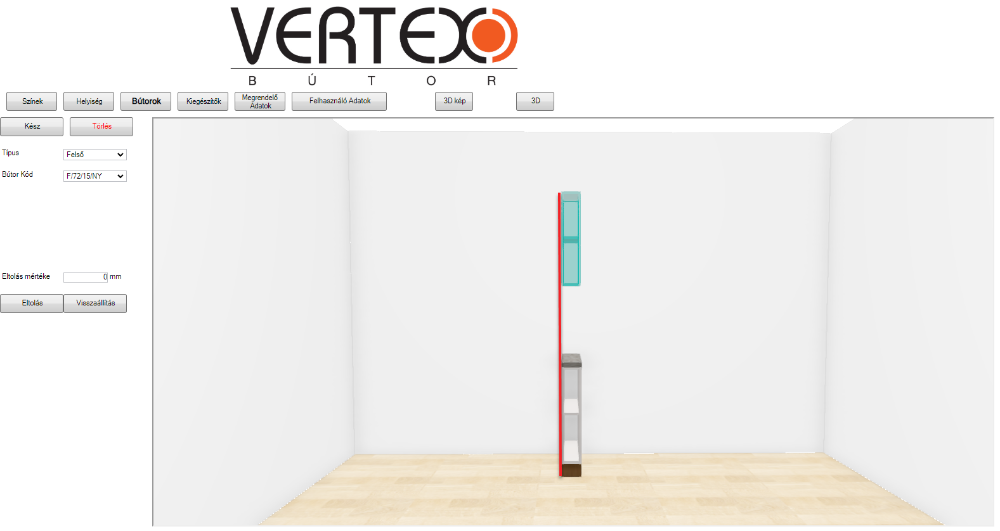 VERTEX
BÚTOR
Színek
Helyiség
Bútorok
Kiegészítők
Megrendelő
Adatok
Felhasználó Adatok
3D kép
3D
Kész
Törlés
Típus
Felső
Bútor Kód
F/72/15/NY
Eltolás mértéke
0 mm
Eltolás
Visszaállítás